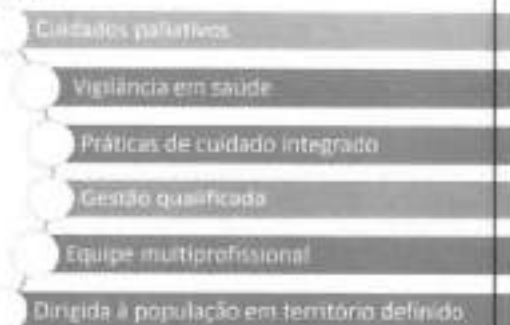 Cuidados paliativos
Vigilância em saúde
Práticas de cuidado integrado
Gestão qualificada
Equipe multiprofissional
Dirigida à população em território definido